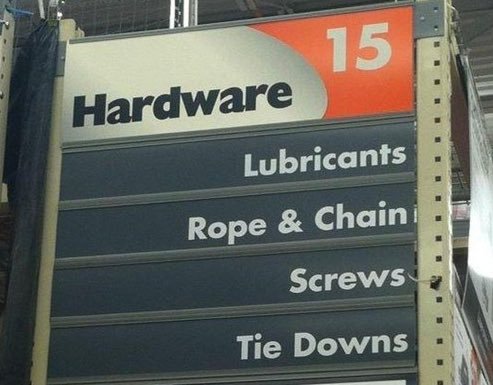 Hardware 15
Lubricants
Rope & Chain
Screws
Tie Downs